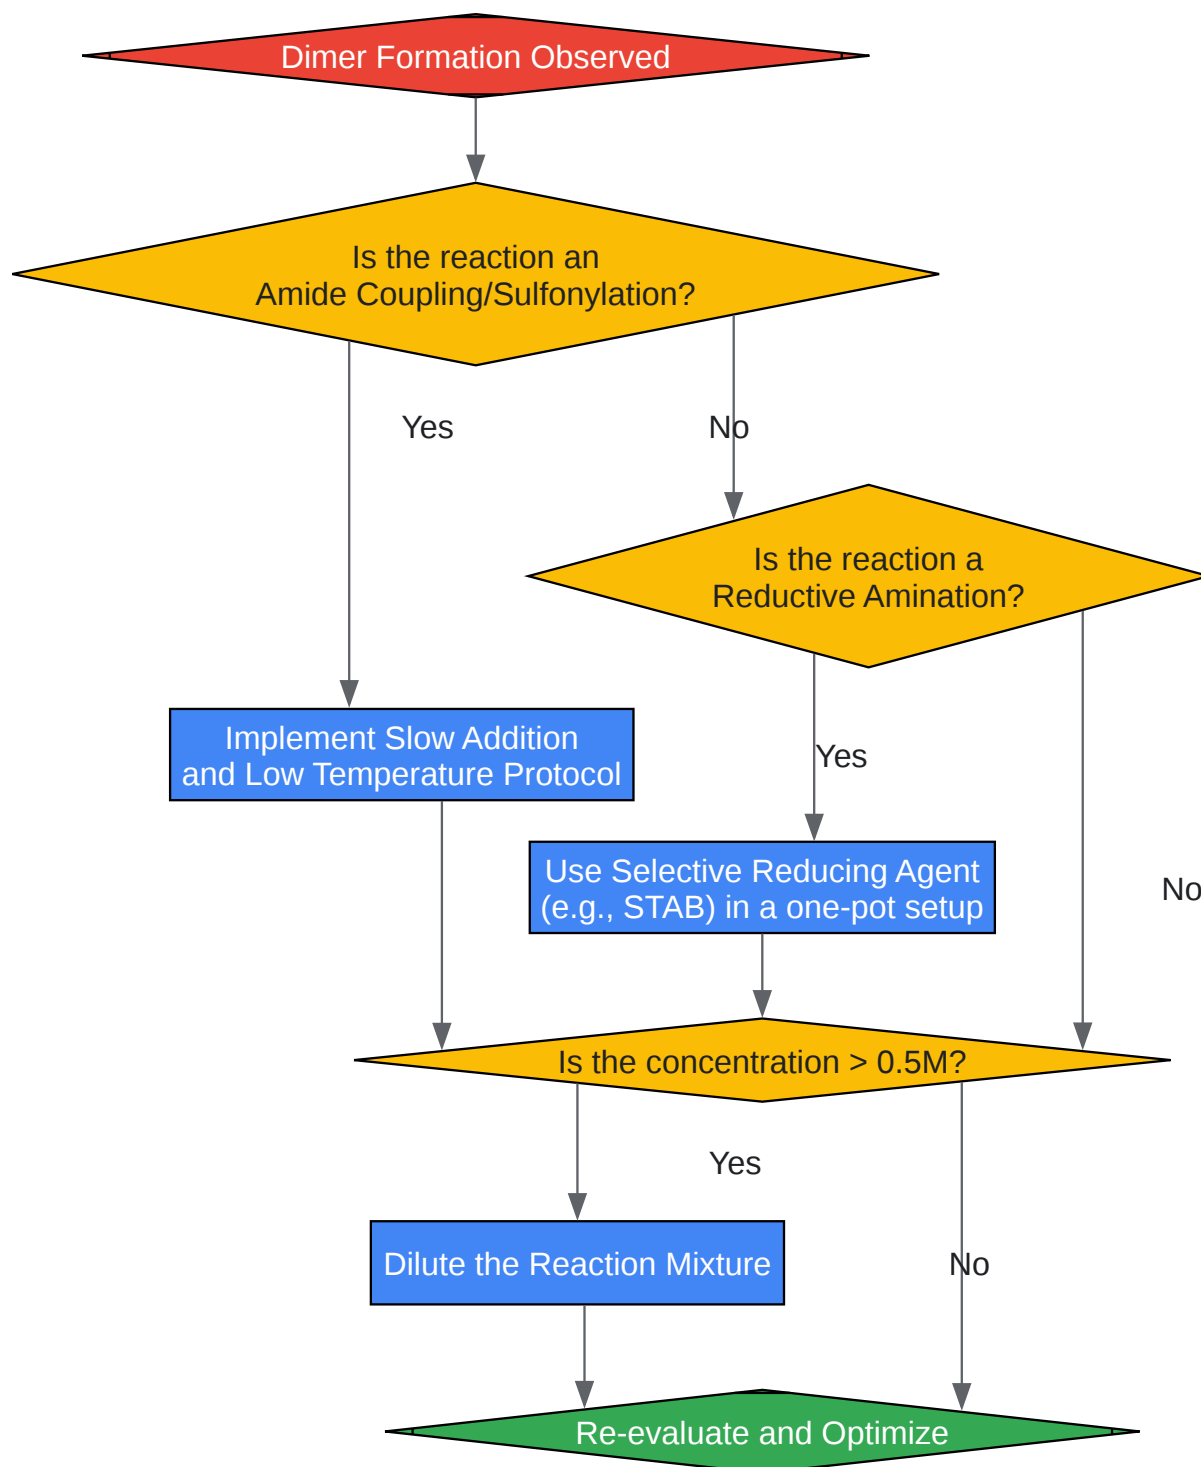 Dimer Formation Observed
Is the reaction an
Amide Coupling/Sulfonylation?
Yes
No
Is the reaction a
Reductive Amination?
Implement Slow Addition
and Low Temperature Protocol
Yes
Use Selective Reducing Agent
(e.g., STAB) in a one-pot setup
No
Is the concentration > 0.5M?
Yes
Dilute the Reaction Mixture
No
Re-evaluate and Optimize